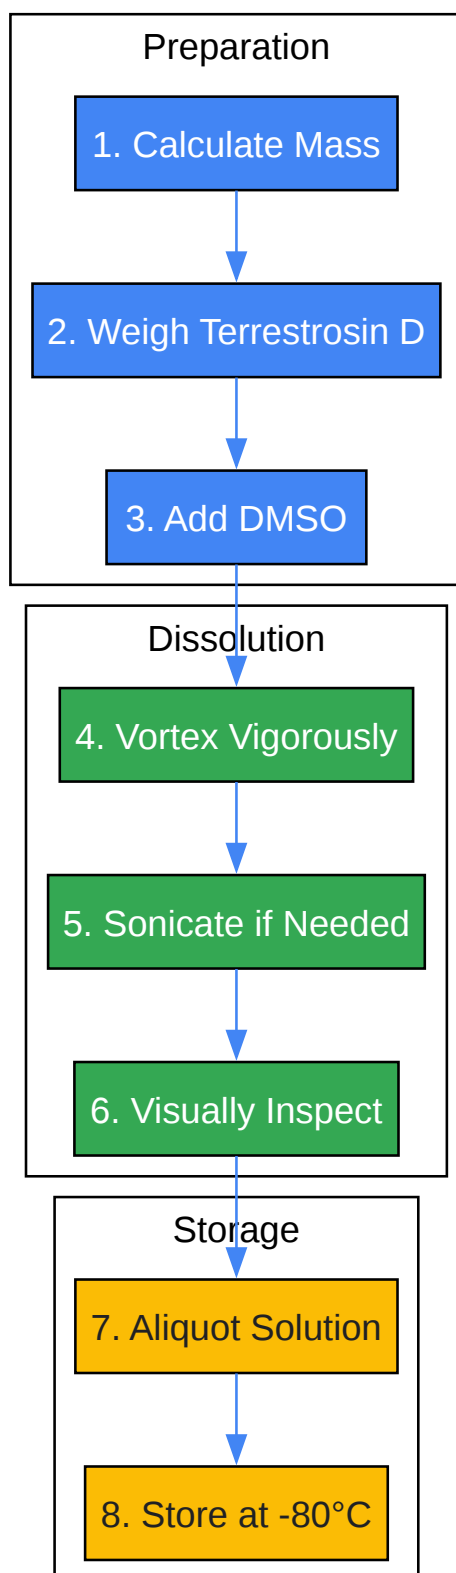 Preparation
1. Calculate Mass
2. Weigh Terrestrosin D
3. Add DMSO
Dissolution
4. Vortex Vigorously
5. Sonicate if Needed
6. Visually Inspect
Storage
7. Aliquot Solution
8. Store at -80°C